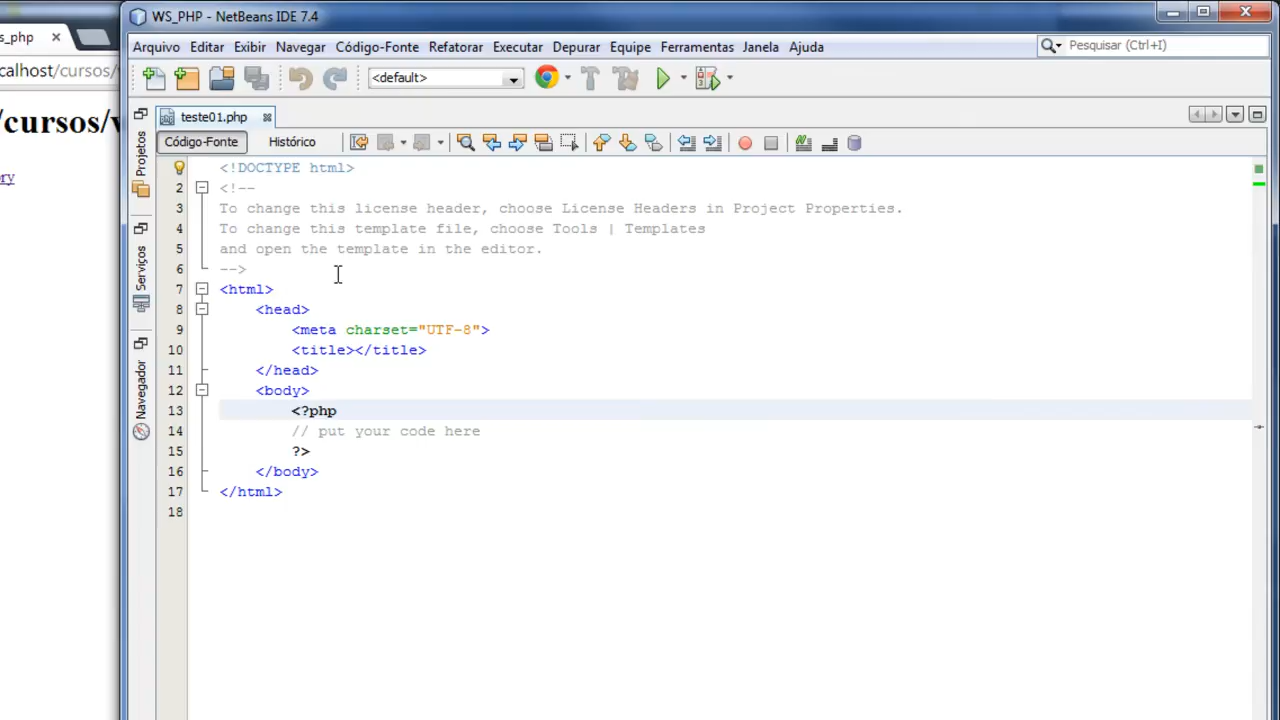 WS_PHP - NetBeans IDE 7.4
s_php
Arquivo Editar Exibir Navegar Código-Fonte Refatorar Executar Depurar Equipe Ferramentas Janela Ajuda
Pesquisar (Ctrl+I)
calhost/cursos/
<default>
/cursos/
ry
teste01.php
Código-Fonte Histórico
Projetos
Serviços
Navegador
<!DOCTYPE html>
2 <!--
3 To change this license header, choose License Headers in Project Properties.
4 To change this template file, choose Tools | Templates
5 and open the template in the editor.
6 -->
7 <html>
8 <head>
9 <meta charset="UTF-8">
10 <title></title>
11 </head>
12 <body>
13 <?php
14 // put your code here
15 ?>
16 </body>
17 </html>
18